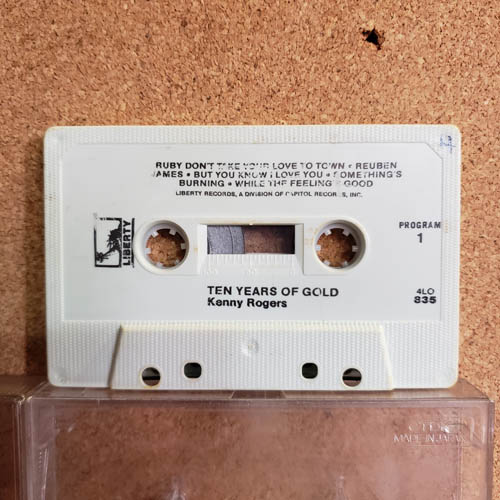 RUBY DON'T TAKE YOUR LOVE TO TOWN • REUBEN
JAMES • BUT YOU KNOW I LOVE YOU • SOMETHING'S
BURNING • WHILE THE FEELING'S GOOD
LIBERTY RECORDS, A DIVISION OF CAPITOL RECORDS, INC.
LIBERTY
PROGRAM
1
TEN YEARS OF GOLD
Kenny Rogers
4LO
835
MADE IN JAPAN